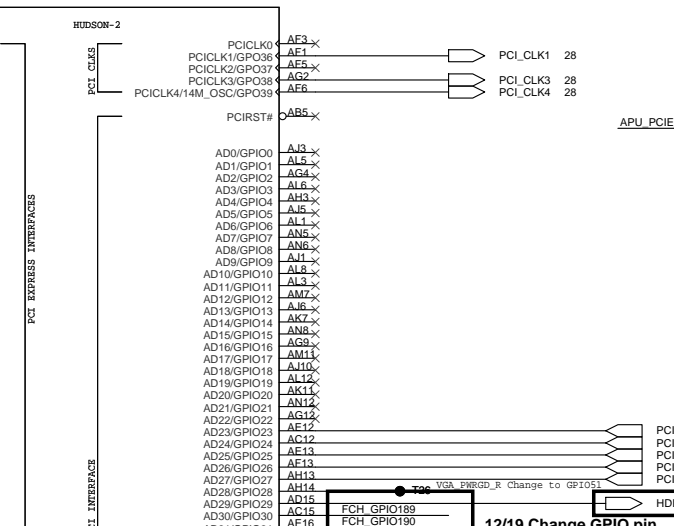 HUDSON-2
PCI CLKS
PCICLK0 AF3
PCICLK1/GPO36 AF1 PCI_CLK1 28
PCICLK2/GPO37 AF5
PCICLK3/GPO38 AG2 PCI_CLK3 28
PCICLK4/14M_OSC/GPO39 AF6 PCI_CLK4 28
PCIRST# AB5
APU_PCIE
PCI EXPRESS INTERFACES
AD0/GPIO0 AJ3
AD1/GPIO1 AL5
AD2/GPIO2 AG4
AD3/GPIO3 AL6
AD4/GPIO4 AH3
AD5/GPIO5 AJ5
AD6/GPIO6 AL1
AD7/GPIO7 AN5
AD8/GPIO8 AN6
AD9/GPIO9 AJ1
AD10/GPIO10 AL8
AD11/GPIO11 AL3
AD12/GPIO12 AM7
AD13/GPIO13 AJ6
AD14/GPIO14 AK7
AD15/GPIO15 AN8
AD16/GPIO16 AG9
AD17/GPIO17 AM11
AD18/GPIO18 AJ10
AD19/GPIO19 AL12
AD20/GPIO20 AK11
AD21/GPIO21 AN12
AD22/GPIO22 AG12
AD23/GPIO23 AE12 PCI
AD24/GPIO24 AC12 PCI
AD25/GPIO25 AE13 PCI
AD26/GPIO26 AF13 PCI
AD27/GPIO27 AH13 PCI
AD28/GPIO28 AH14 T26 VGA_PWRGD_R Change to GPIO51
AD29/GPIO29 AD15 HD
AD30/GPIO30 AC15 FCH_GPIO189
AE16 FCH_GPIO190
12/19 Change GPIO pin
INTERFACE